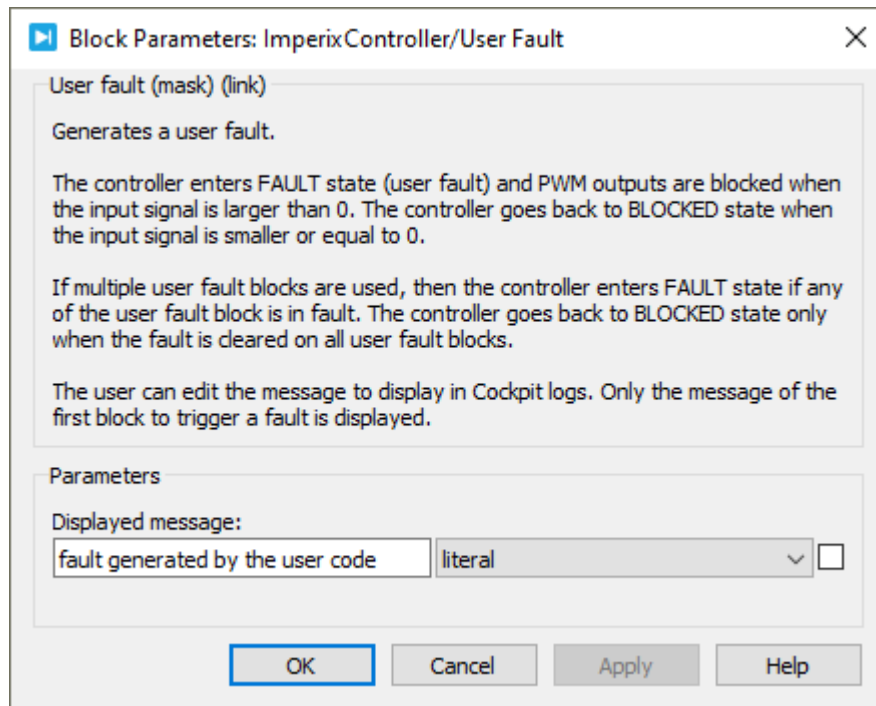 Block Parameters: ImperixController/User Fault
User fault (mask) (link)
Generates a user fault.
The controller enters FAULT state (user fault) and PWM outputs are blocked when
the input signal is larger than 0. The controller goes back to BLOCKED state when
the input signal is smaller or equal to 0.
If multiple user fault blocks are used, then the controller enters FAULT state if any
of the user fault block is in fault. The controller goes back to BLOCKED state only
when the fault is cleared on all user fault blocks.
The user can edit the message to display in Cockpit logs. Only the message of the
first block to trigger a fault is displayed.
Parameters
Displayed message:
fault generated by the user code literal
OK Cancel Apply Help